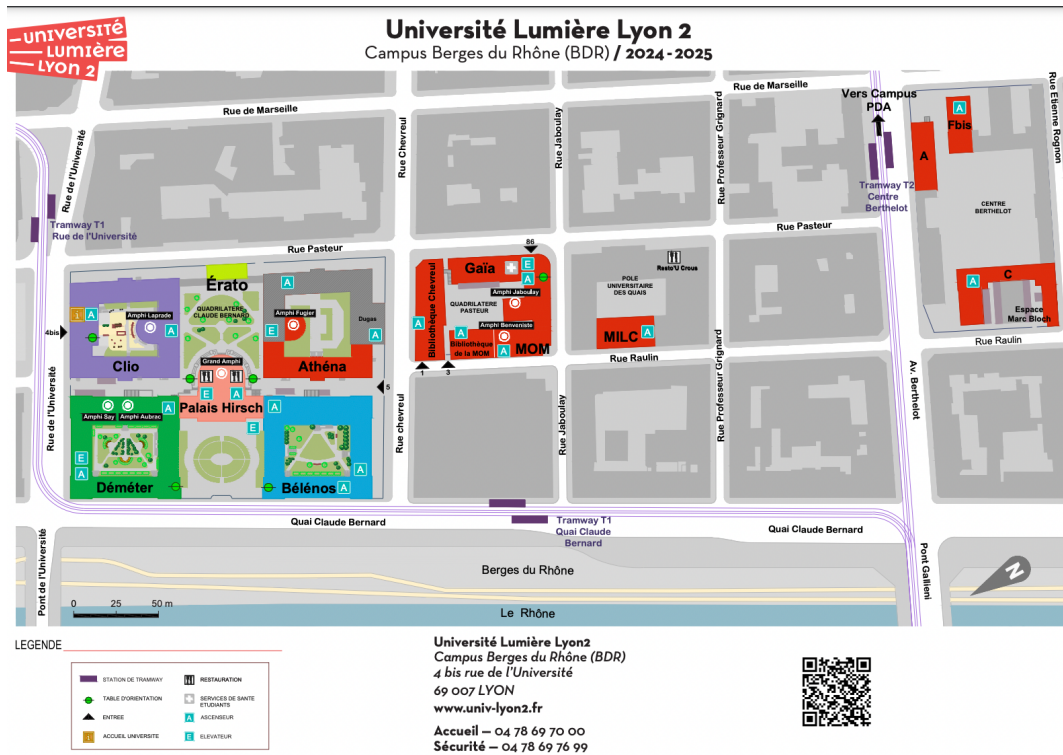 UNIVERSITÉ
LUMIÈRE
LYON 2
Université Lumière Lyon 2
Campus Berges du Rhône (BDR) / 2024-2025
Rue de Marseille
Rue de Marseille
Vers Campus
PDA
Rue Etienne Rognon
Rue de l'Université
Rue Chevreul
Rue Jaboulay
Rue Professeur Grignard
A
Fbis
A
Tramway T2
Centre
Berthelot
CENTRE
BERTHELOT
Tramway T1
Rue de l'Université
Rue Pasteur
Rue Pasteur
86
Érato
A
QUADRILATERE
CLAUDE BERNARD
Gaïa
E
A
Resto'U Crous
POLE
UNIVERSITAIRE
DES QUAIS
C
A
Espace
Marc Bloch
Bibliothèque Chevreul
A
QUADRILATERE
PASTEUR
Amphi Jaboulay
Amphi Benveniste
A
Bibliothèque
de la MOM
A
MOM
MILC
A
4bis
i
A
Amphi Laprade
A
Clio
Amphi Fugier
E
Dugas
A
Athéna
Grand Amphi
E
A
Palais Hirsch
A
E
5
1
3
Rue Raulin
Rue Raulin
Rue de l'Université
Rue chevreul
Rue Jaboulay
Rue Professeur Grignard
Av. Berthelot
Amphi Say
Amphi Aubrac
A
E
A
Déméter
A
Bélénos
A
Quai Claude Bernard
Tramway T1
Quai Claude
Bernard
Quai Claude Bernard
Pont de l'Université
Pont Gallieni
Berges du Rhône
N
0 25 50 m
Le Rhône
LEGENDE
STATION DE TRAMWAY
RESTAURATION
TABLE D'ORIENTATION
SERVICES DE SANTE
ETUDIANTS
ENTREE
A ASCENSEUR
i ACCUEIL UNIVERSITE
E ELEVATEUR
Université Lumière Lyon2
Campus Berges du Rhône (BDR)
4 bis rue de l'Université
69 007 LYON
www.univ-lyon2.fr
Accueil – 04 78 69 70 00
Sécurité – 04 78 69 76 99